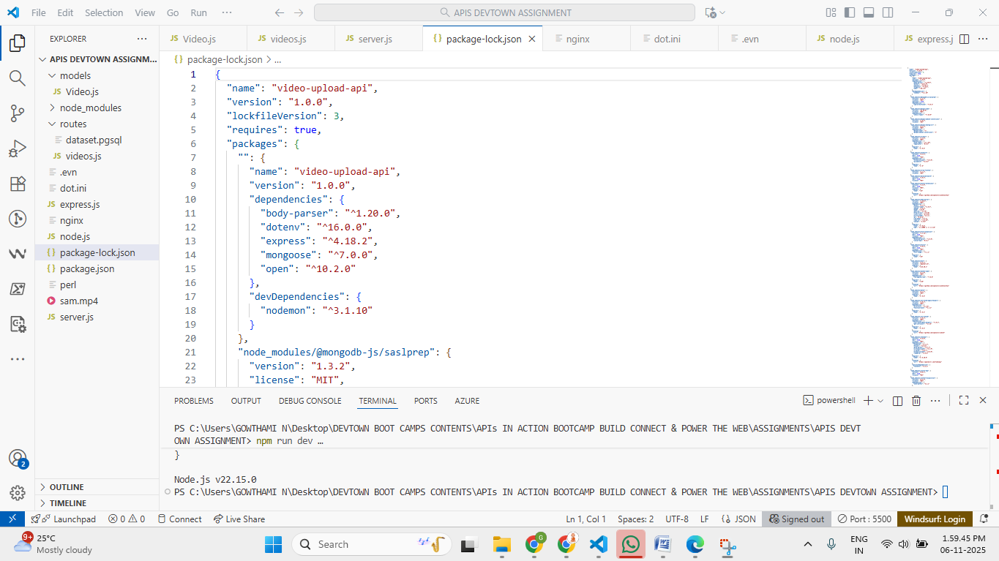 File Edit Selection View Go Run ··· APIS DEVTOWN ASSIGNMENT
EXPLORER ···
APIS DEVTOWN ASSIGNM...
models
JS Video.js
node_modules
routes
dataset.pgsql
JS videos.js
.evn
dot.ini
JS express.js
nginx
JS node.js
{} package-lock.json
{} package.json
perl
sam.mp4
JS server.js
OUTLINE
TIMELINE
JS Video.js JS videos.js JS server.js {} package-lock.json nginx dot.ini .evn JS node.js JS express.j ···
{} package-lock.json > ...
1 {
2 "name": "video-upload-api",
3 "version": "1.0.0",
4 "lockfileVersion": 3,
5 "requires": true,
6 "packages": {
7 "": {
8 "name": "video-upload-api",
9 "version": "1.0.0",
10 "dependencies": {
11 "body-parser": "^1.20.0",
12 "dotenv": "^16.0.0",
13 "express": "^4.18.2",
14 "mongoose": "^7.0.0",
15 "open": "^10.2.0"
16 },
17 "devDependencies": {
18 "nodemon": "^3.1.10"
19 }
20 },
21 "node_modules/@mongodb-js/saslprep": {
22 "version": "1.3.2",
23 "license": "MIT",
PROBLEMS OUTPUT DEBUG CONSOLE TERMINAL PORTS AZURE powershell ···
PS C:\Users\GOWTHAMI N\Desktop\DEVTOWN BOOT CAMPS CONTENTS\APIs IN ACTION BOOTCAMP BUILD CONNECT & POWER THE WEB\ASSIGNMENTS\APIS DEVT
OWN ASSIGNMENT> npm run dev …
}
Node.js v22.15.0
PS C:\Users\GOWTHAMI N\Desktop\DEVTOWN BOOT CAMPS CONTENTS\APIs IN ACTION BOOTCAMP BUILD CONNECT & POWER THE WEB\ASSIGNMENTS\APIS DEVTOWN ASSIGNMENT>
2
Launchpad 0 0 Connect Live Share Ln 1, Col 1 Spaces: 2 UTF-8 LF {} JSON Signed out Port : 5500 Windsurf: Login
9+ 25°C
Mostly cloudy
Search
G
ENG
IN
1.59.45 PM
06-11-2025